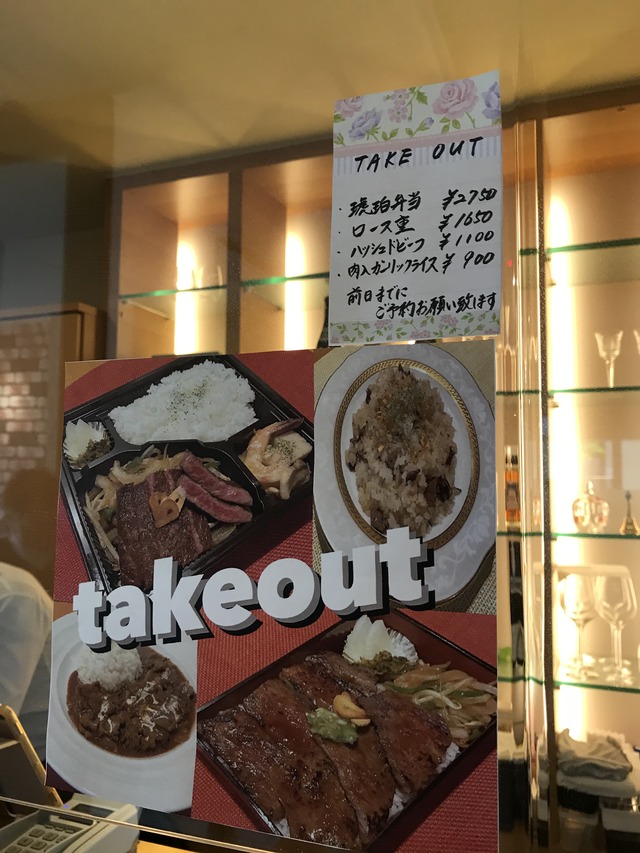 TAKE OUT
・琥珀弁当 ¥2750
・ロース重 ¥1650
・ハッシュドビーフ ¥1100
・肉入ガーリックライス ¥900
前日までに
ご予約お願い致します
takeout